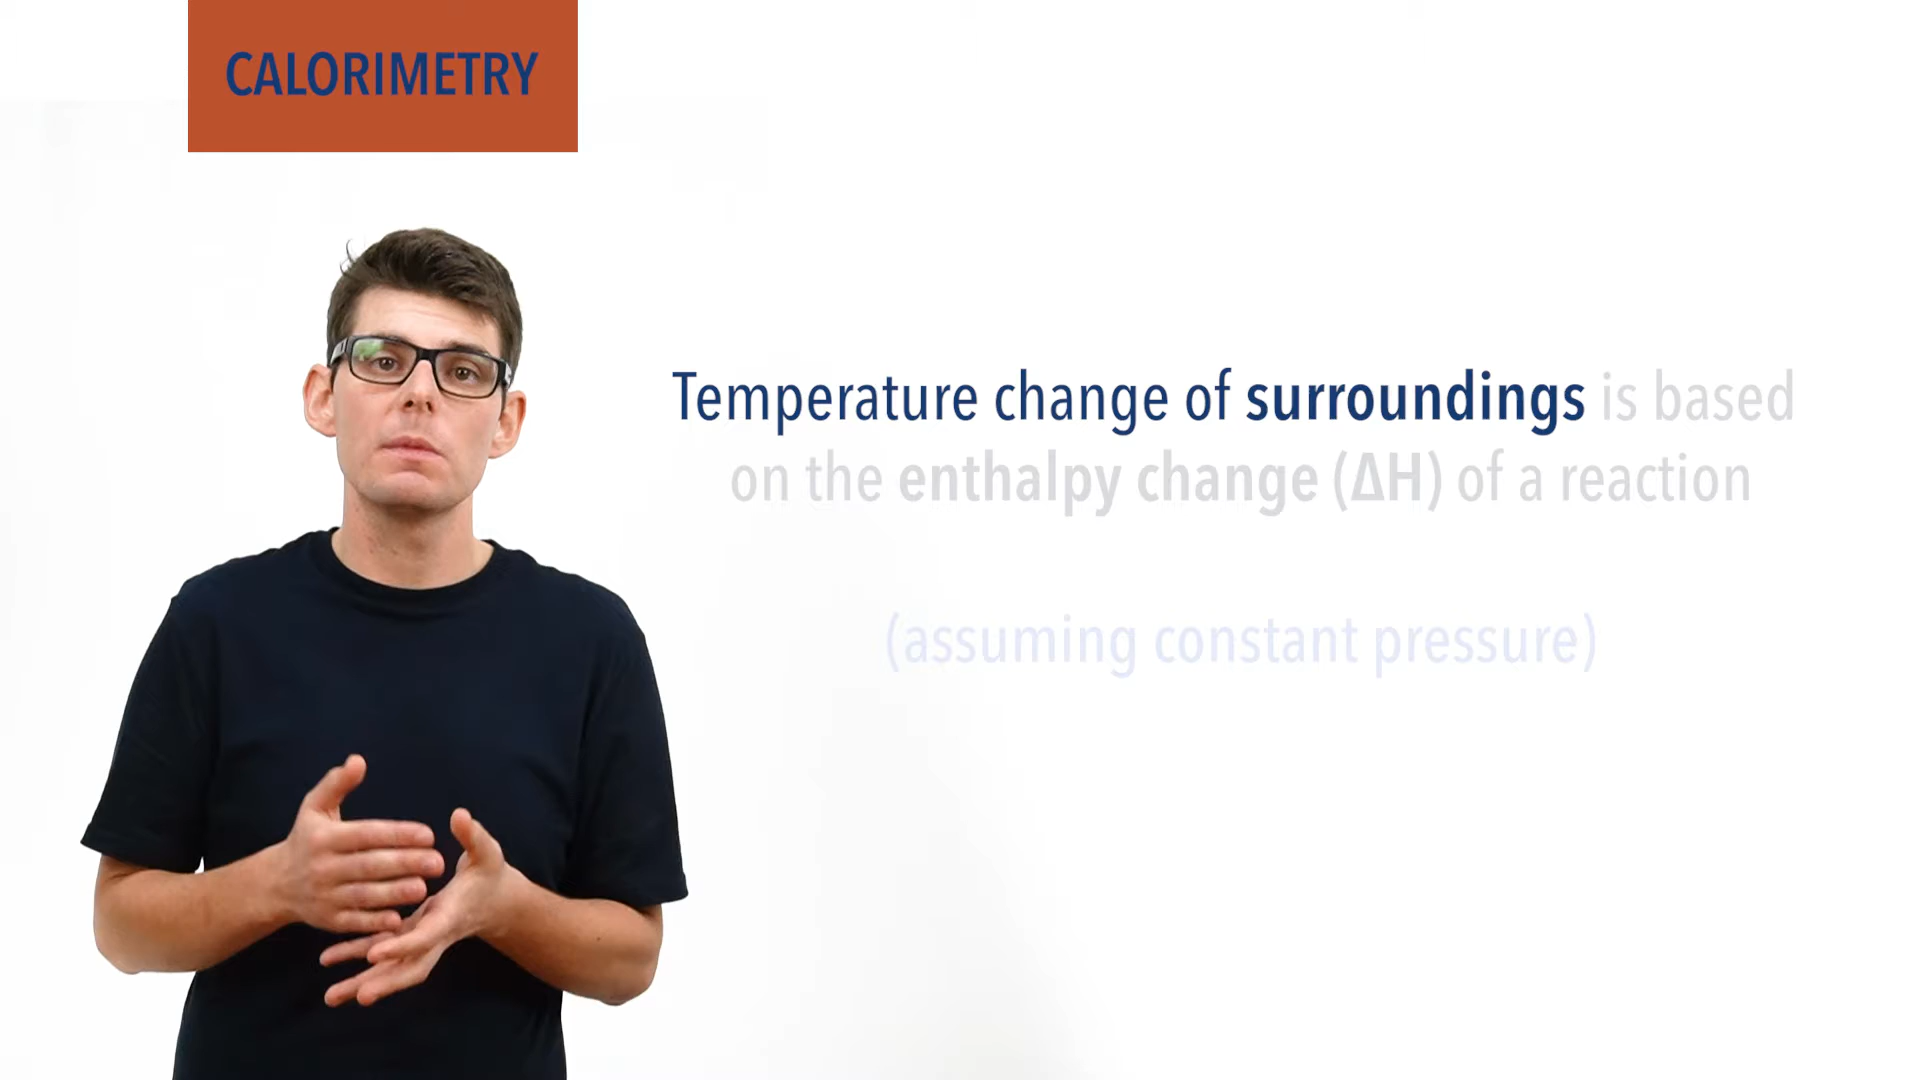 CALORIMETRY
Temperature change of surroundings is based
on the enthalpy change (ΔH) of a reaction
(assuming constant pressure)